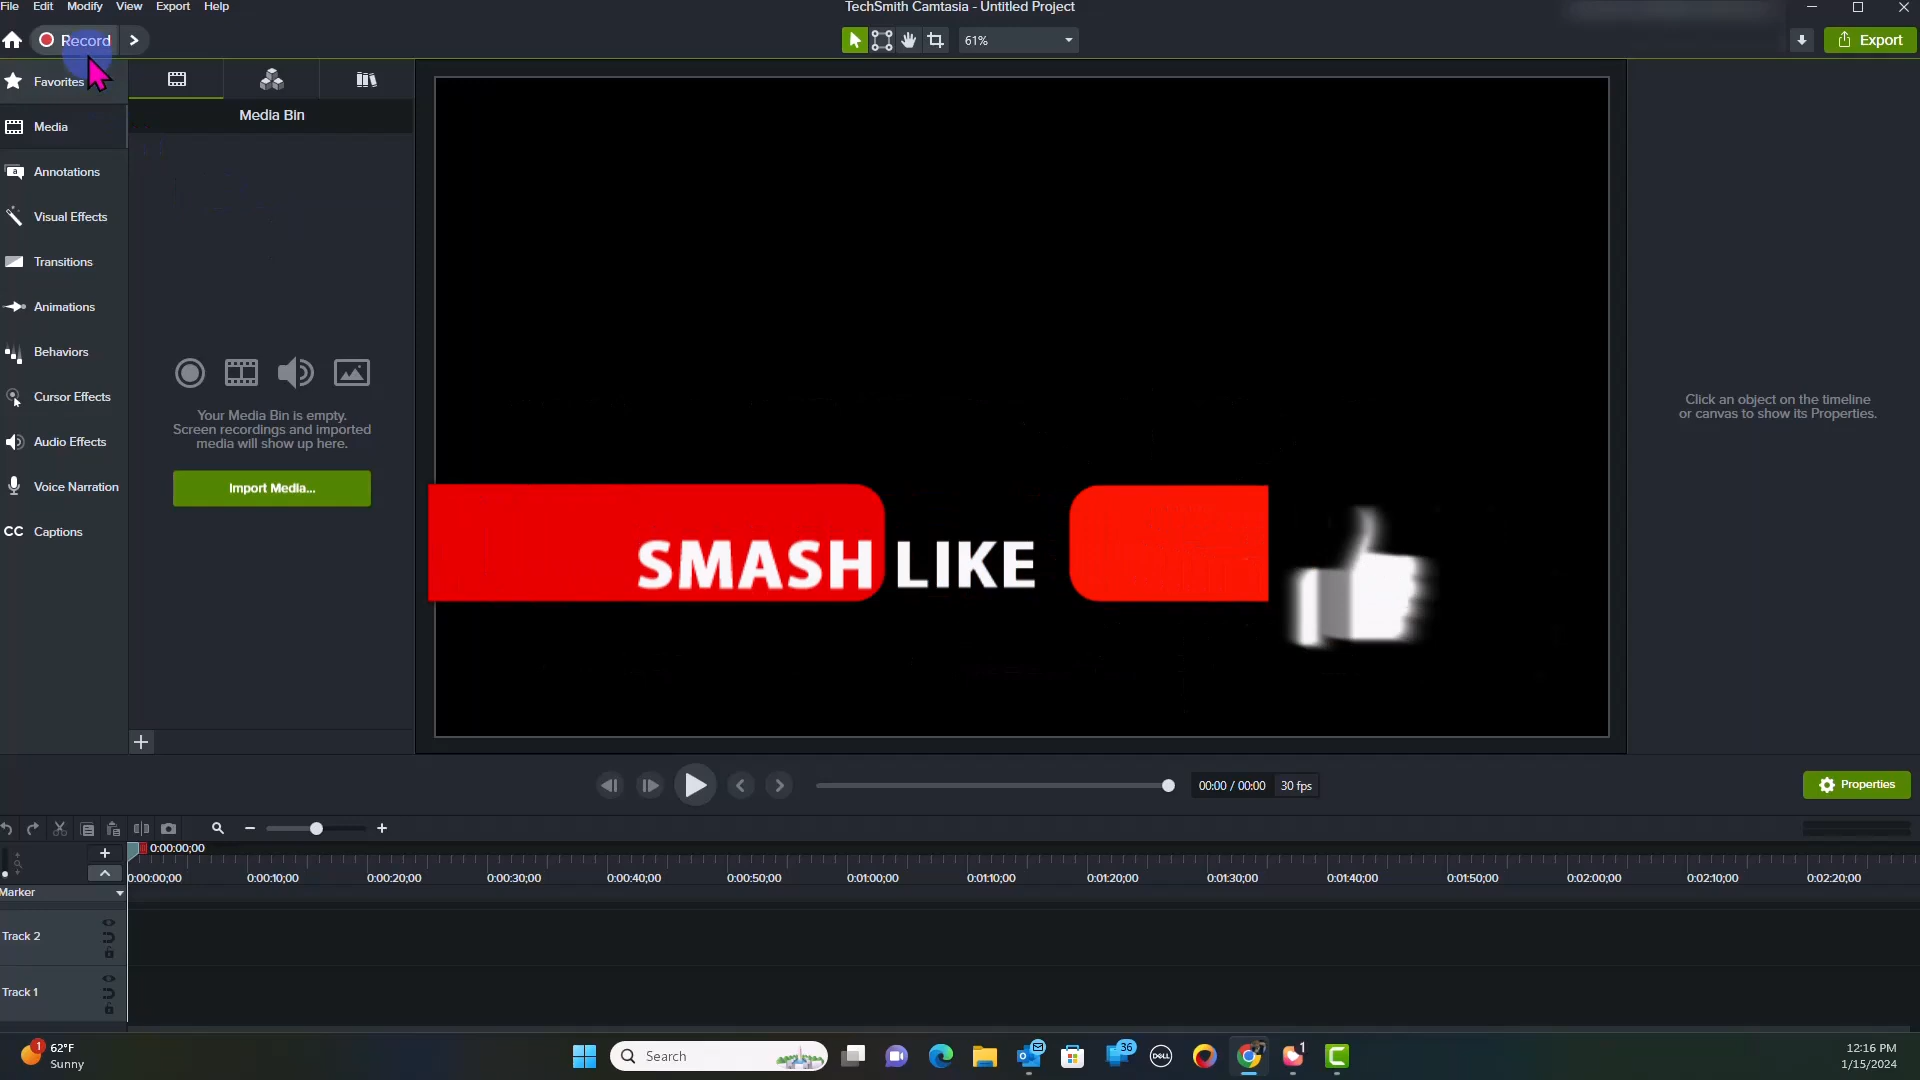 File Edit Modify View Export Help
TechSmith Camtasia - Untitled Project
Record
61%
Export
Favorites
Media
Annotations
Visual Effects
Transitions
Animations
Behaviors
Cursor Effects
Audio Effects
Voice Narration
CC Captions
Media Bin
Your Media Bin is empty.
Screen recordings and imported
media will show up here.
Import Media...
SMASH LIKE
Click an object on the timeline
or canvas to show its Properties.
00:00 / 00:00 30 fps
Properties
0:00:00;00
0:00:00;00 0:00:10;00 0:00:20;00 0:00:30;00 0:00:40;00 0:00:50;00 0:01:00;00 0:01:10;00 0:01:20;00 0:01:30;00 0:01:40;00 0:01:50;00 0:02:00;00 0:02:10;00 0:02:20;00
Marker
Track 2
Track 1
1
62°F
Sunny
Search
36
DELL
1
12:16 PM
1/15/2024